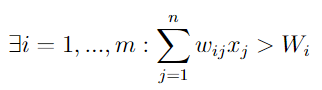 ∃i = 1, ..., m : ∑_{j=1}^{n} w_{ij}x_j > W_i